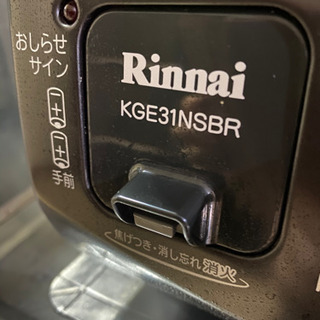 おしらせ
サイン
手前
Rinnai
KGE31NSBR
焦げつき・消し忘れ 消火